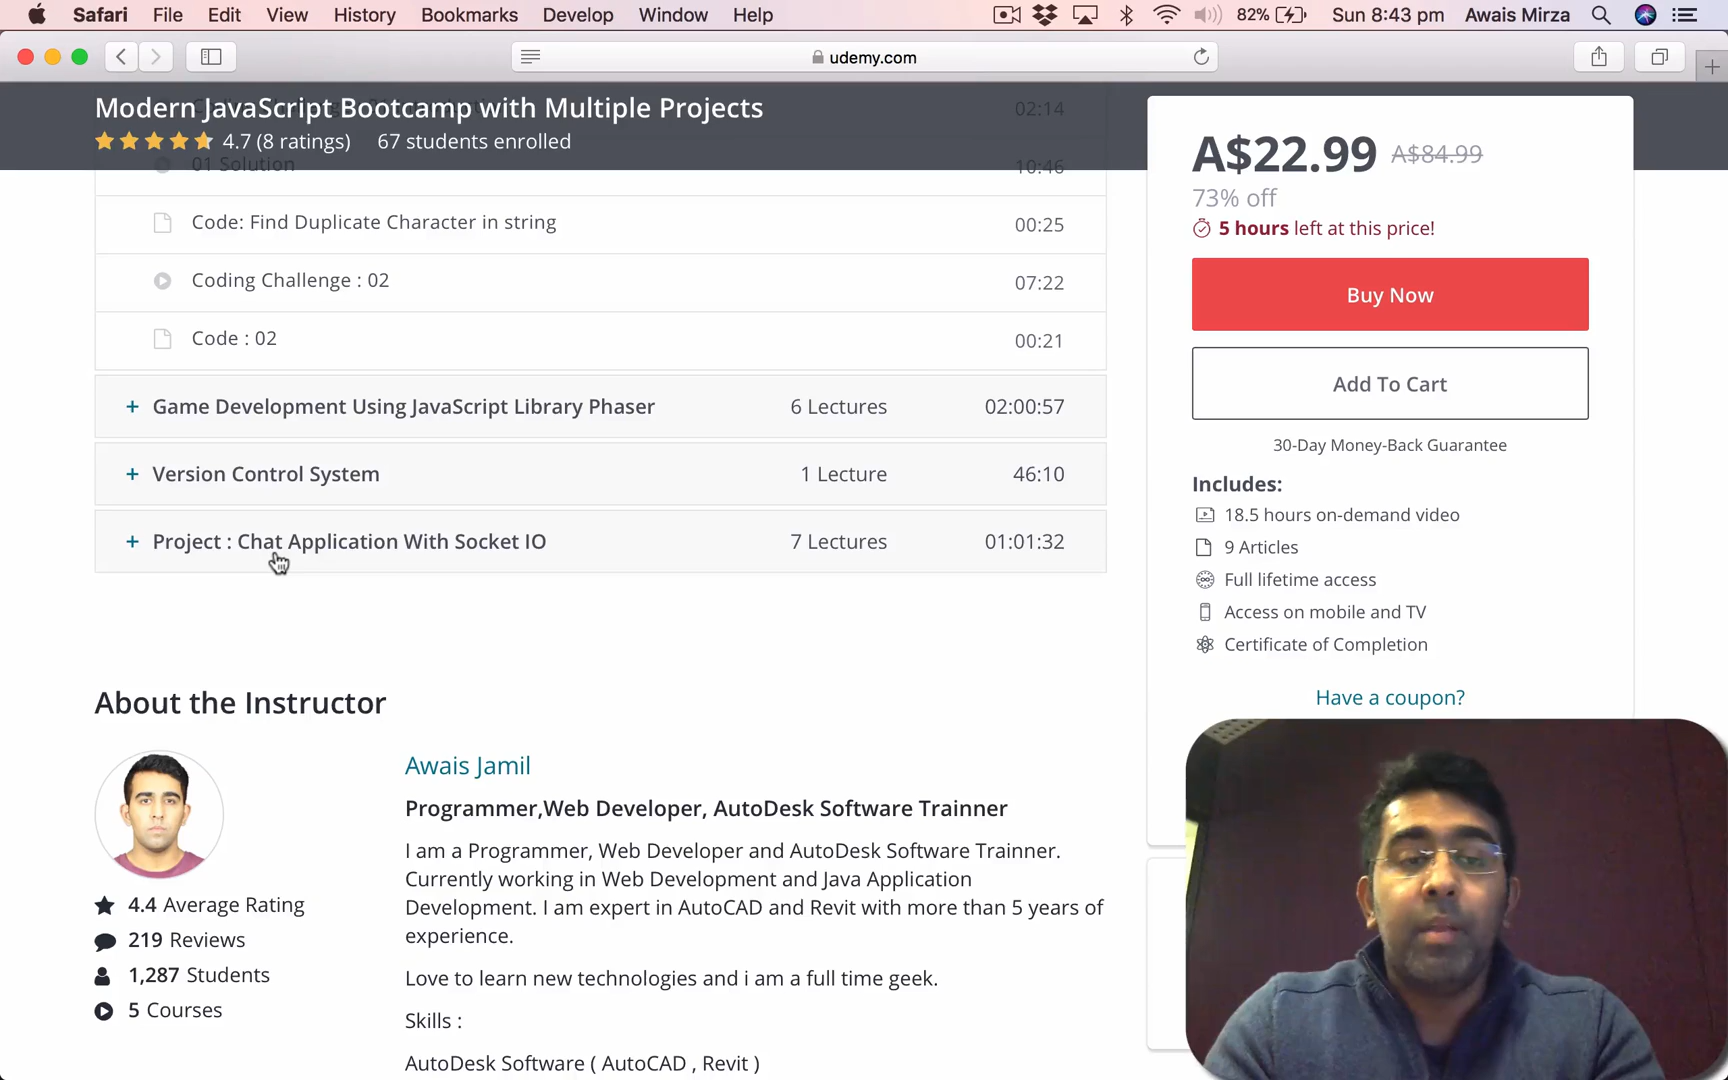 Safari File Edit View History Bookmarks Develop Window Help 82% Sun 8:43 pm Awais Mirza
udemy.com
Modern JavaScript Bootcamp with Multiple Projects
4.7 (8 ratings) 67 students enrolled
02:14
01 Solution 10:46
Code: Find Duplicate Character in string 00:25
Coding Challenge : 02 07:22
Code : 02 00:21
+ Game Development Using JavaScript Library Phaser 6 Lectures 02:00:57
+ Version Control System 1 Lecture 46:10
+ Project : Chat Application With Socket IO 7 Lectures 01:01:32
A$22.99 A$84.99
73% off
5 hours left at this price!
Buy Now
Add To Cart
30-Day Money-Back Guarantee
Includes:
18.5 hours on-demand video
9 Articles
Full lifetime access
Access on mobile and TV
Certificate of Completion
Have a coupon?
About the Instructor
4.4 Average Rating
219 Reviews
1,287 Students
5 Courses
Awais Jamil
Programmer,Web Developer, AutoDesk Software Trainner
I am a Programmer, Web Developer and AutoDesk Software Trainner.
Currently working in Web Development and Java Application
Development. I am expert in AutoCAD and Revit with more than 5 years of
experience.
Love to learn new technologies and i am a full time geek.
Skills :
AutoDesk Software ( AutoCAD , Revit )